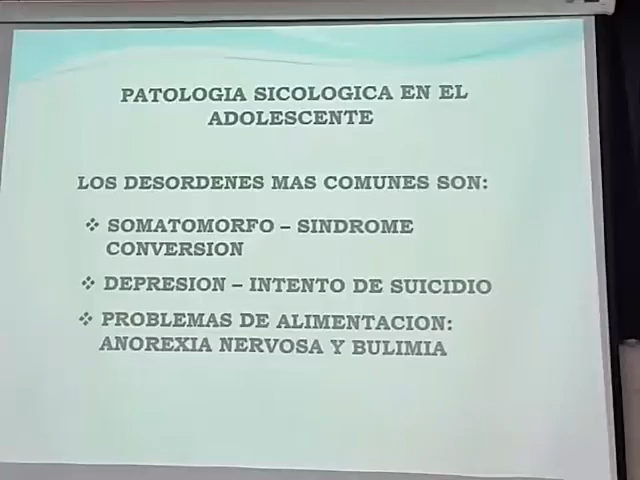 PATOLOGIA SICOLOGICA EN EL
ADOLESCENTE
LOS DESORDENES MAS COMUNES SON:
❖ SOMATOMORFO – SINDROME
CONVERSION
❖ DEPRESION – INTENTO DE SUICIDIO
❖ PROBLEMAS DE ALIMENTACION:
ANOREXIA NERVOSA Y BULIMIA